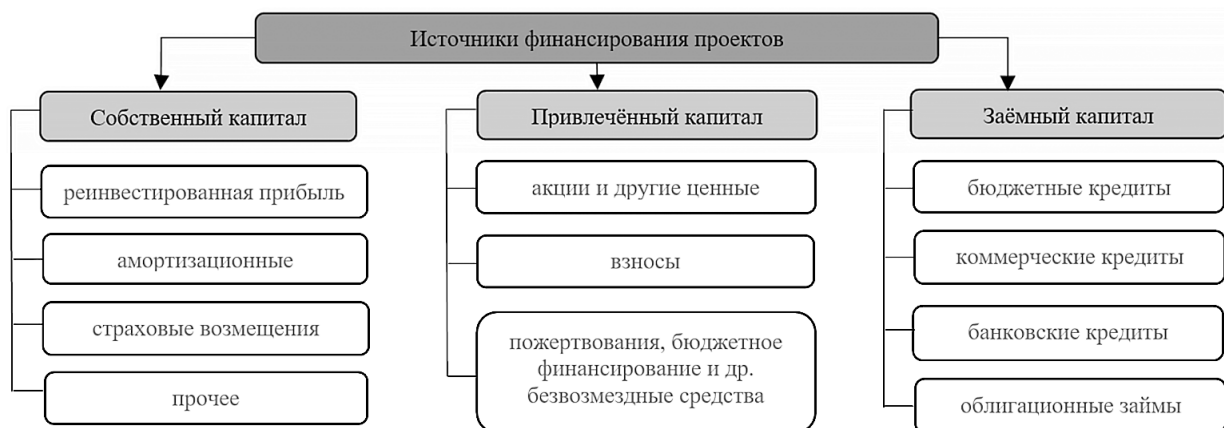 Источники финансирования проектов
Собственный капитал
реинвестированная прибыль
амортизационные
страховые возмещения
прочее
Привлечённый капитал
акции и другие ценные
взносы
пожертвования, бюджетное
финансирование и др.
безвозмездные средства
Заёмный капитал
бюджетные кредиты
коммерческие кредиты
банковские кредиты
облигационные займы